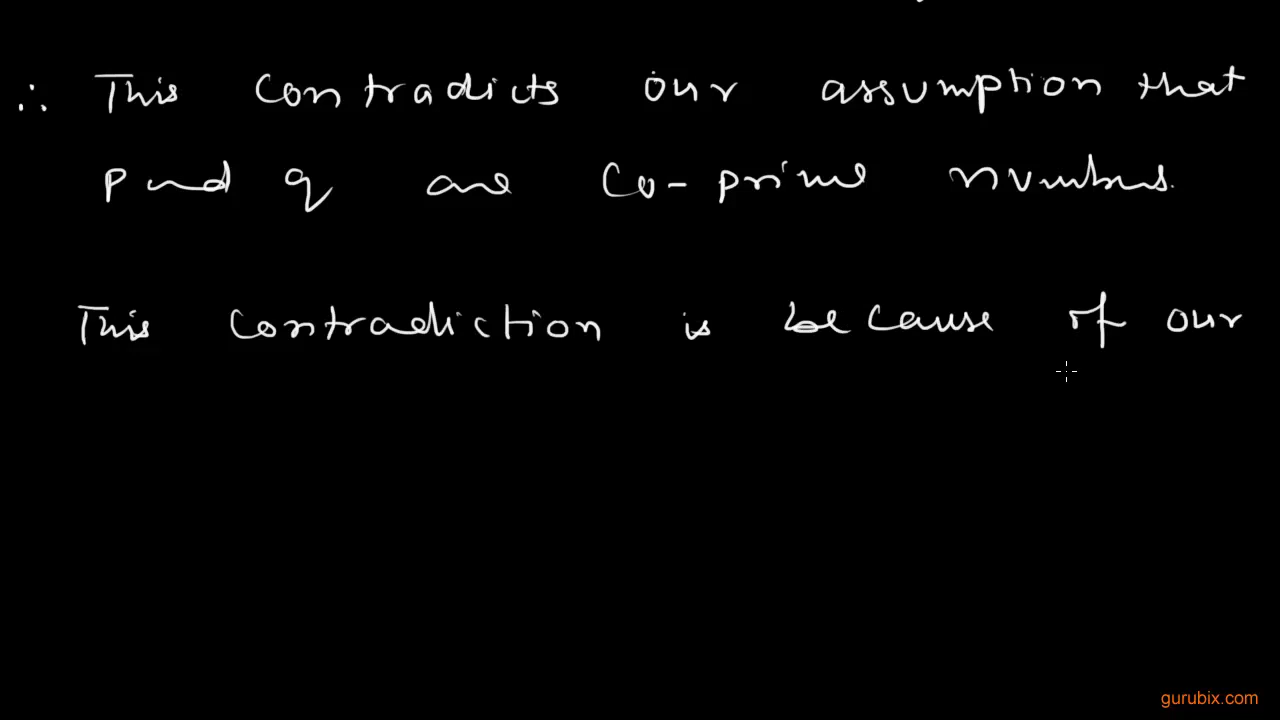 ∴ This contradicts our assumption that
p and q are co-prime numbers.
This contradiction is because of our
gurubix.com